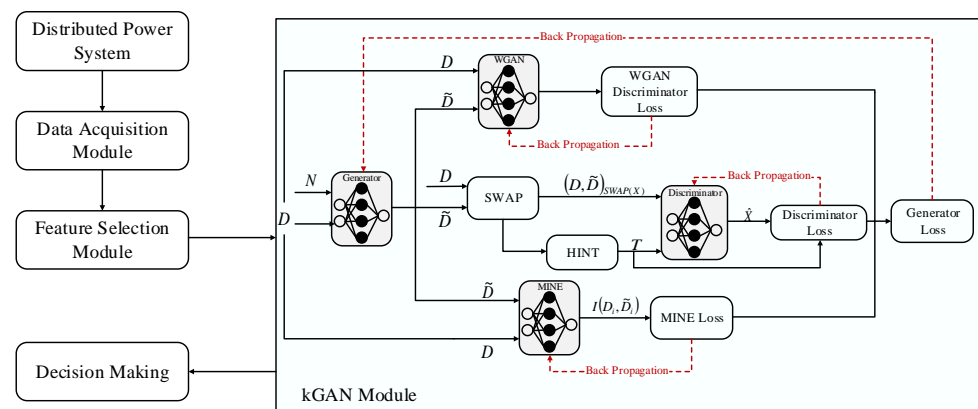 Distributed Power
System
Data Acquisition
Module
Feature Selection
Module
Decision Making
kGAN Module
Back Propagation
D
D̃
WGAN
WGAN
Discriminator
Loss
Back Propagation
N
D
Generator
D
D̃
SWAP
(D, D̃)SWAP(X)
HINT
T
Discriminator
X̂
Back Propagation
Discriminator
Loss
Generator
Loss
D̃
D
MINE
I(Di, D̃i)
MINE Loss
Back Propagation